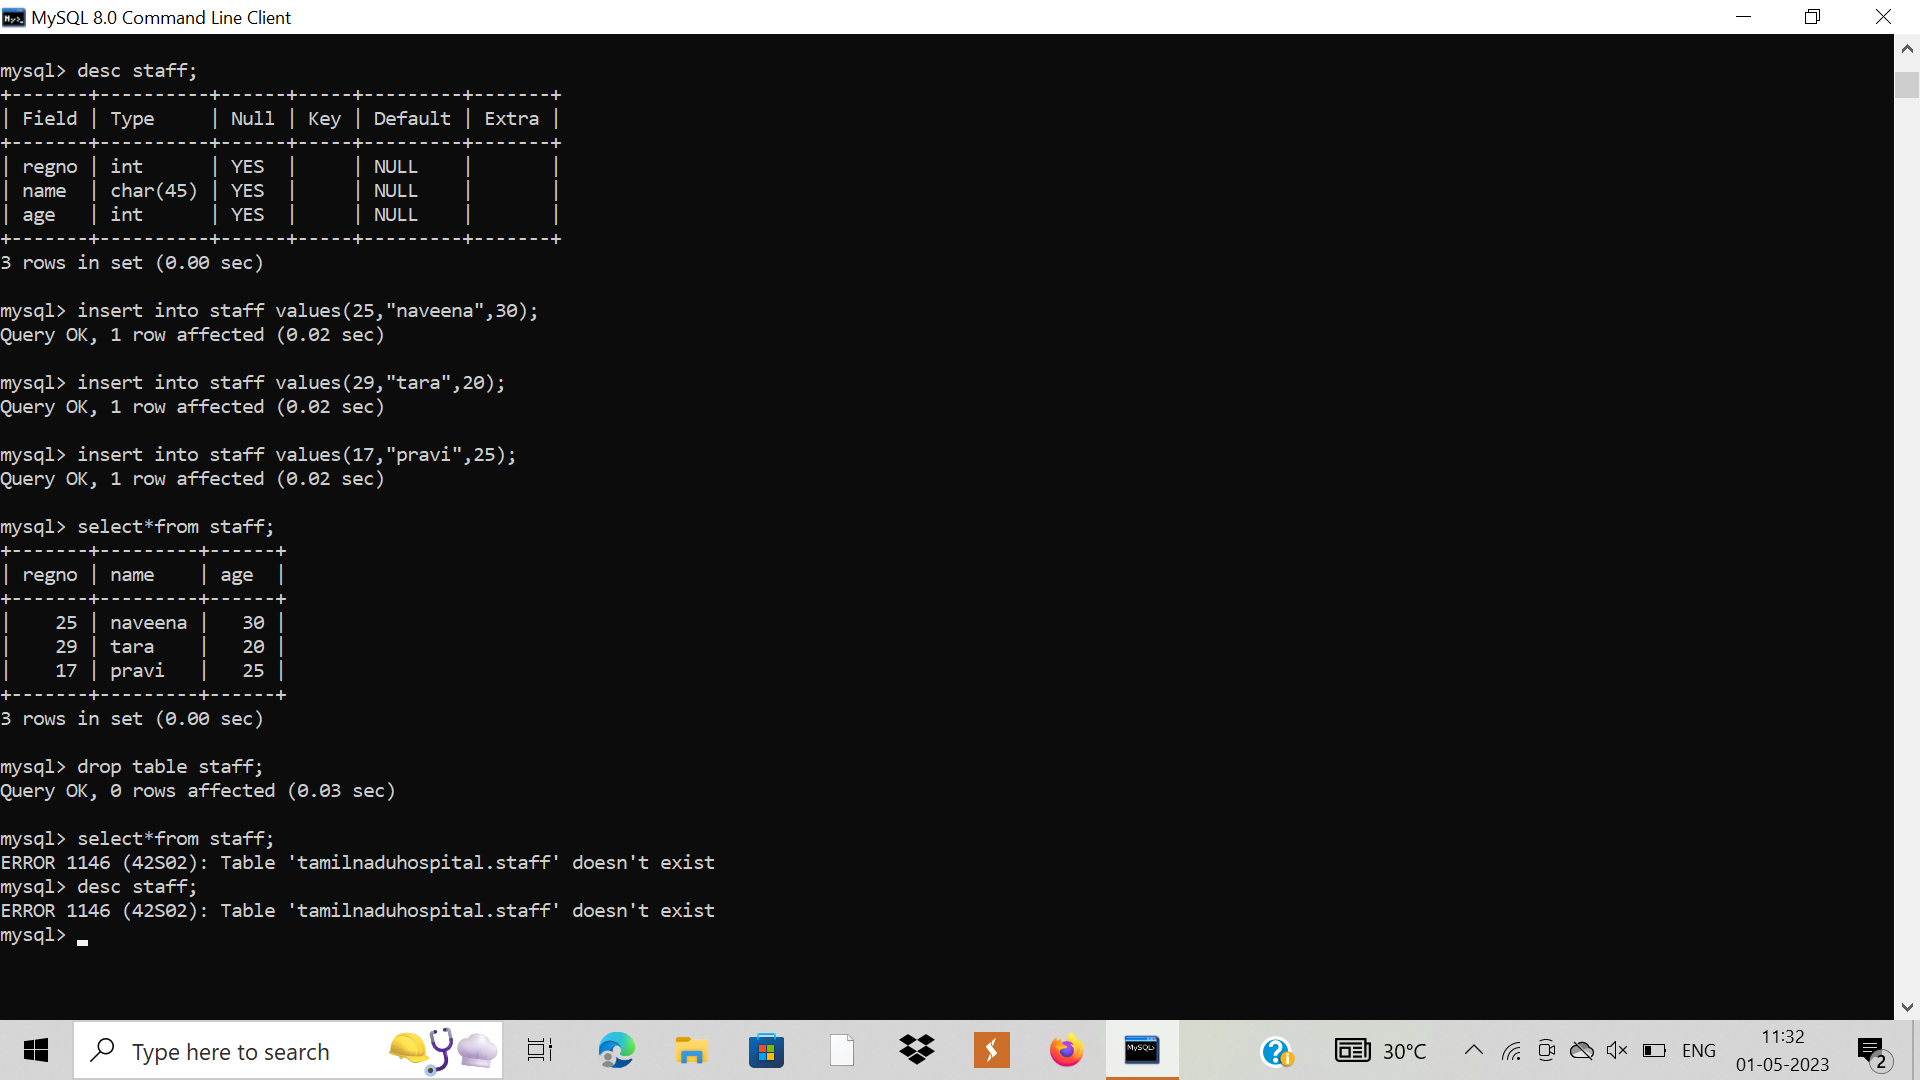 MySQL 8.0 Command Line Client
mysql> desc staff;
+-------+----------+------+-----+---------+-------+
| Field | Type     | Null | Key | Default | Extra |
+-------+----------+------+-----+---------+-------+
| regno | int      | YES  |     | NULL    |       |
| name  | char(45) | YES  |     | NULL    |       |
| age   | int      | YES  |     | NULL    |       |
+-------+----------+------+-----+---------+-------+
3 rows in set (0.00 sec)
mysql> insert into staff values(25,"naveena",30);
Query OK, 1 row affected (0.02 sec)
mysql> insert into staff values(29,"tara",20);
Query OK, 1 row affected (0.02 sec)
mysql> insert into staff values(17,"pravi",25);
Query OK, 1 row affected (0.02 sec)
mysql> select*from staff;
+-------+---------+------+
| regno | name    | age  |
+-------+---------+------+
|    25 | naveena |   30 |
|    29 | tara    |   20 |
|    17 | pravi   |   25 |
+-------+---------+------+
3 rows in set (0.00 sec)
mysql> drop table staff;
Query OK, 0 rows affected (0.03 sec)
mysql> select*from staff;
ERROR 1146 (42S02): Table 'tamilnaduhospital.staff' doesn't exist
mysql> desc staff;
ERROR 1146 (42S02): Table 'tamilnaduhospital.staff' doesn't exist
mysql>
Type here to search
MySQL>
30°C
ENG
11:32
01-05-2023
2